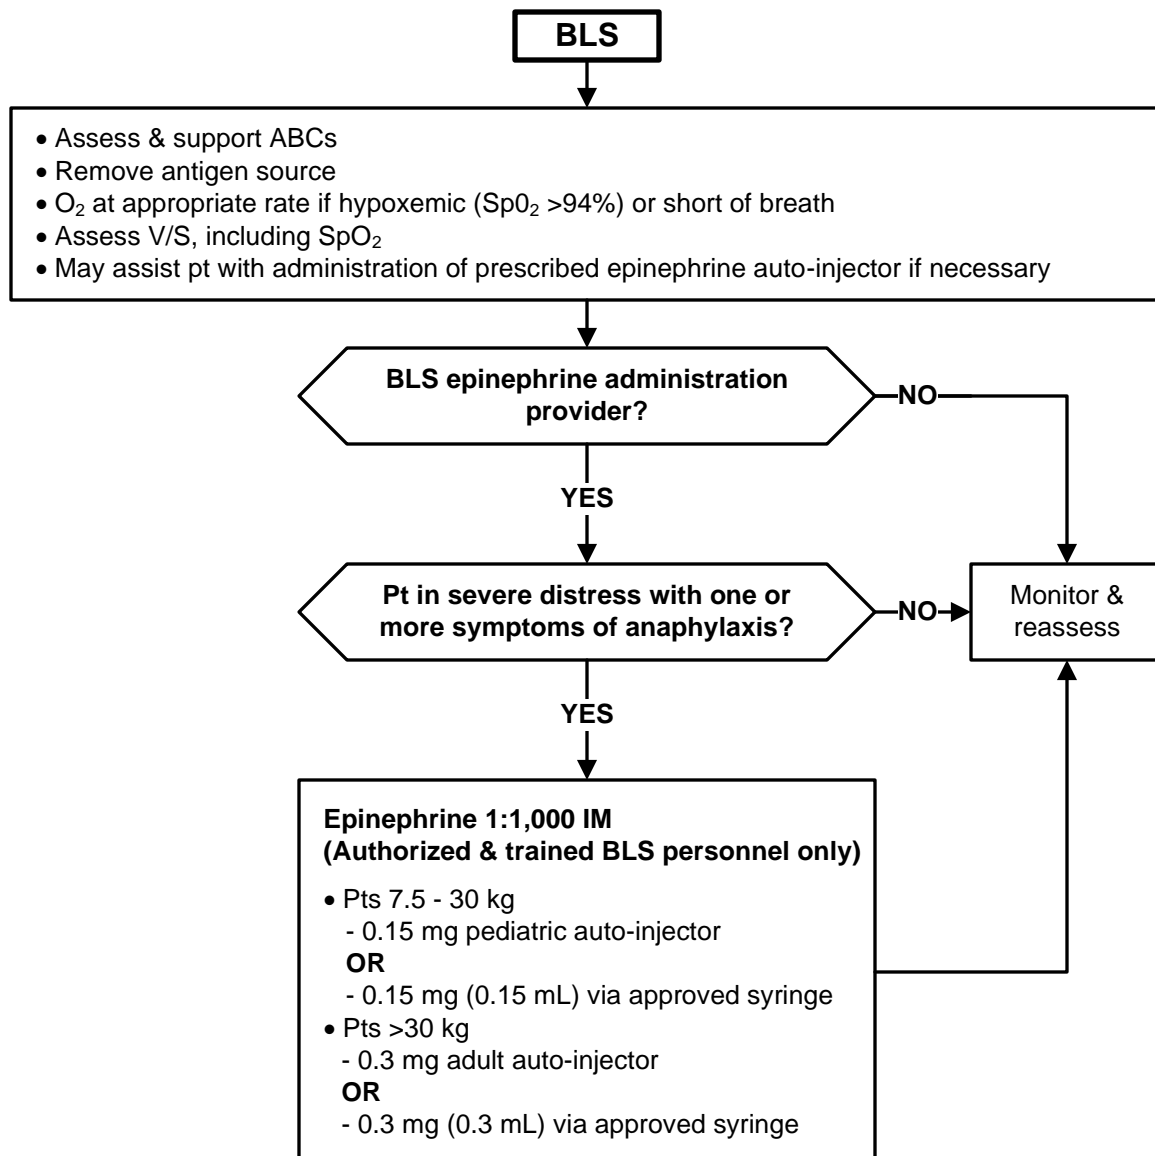 BLS
• Assess & support ABCs
• Remove antigen source
• O₂ at appropriate rate if hypoxemic (Sp0₂ >94%) or short of breath
• Assess V/S, including SpO₂
• May assist pt with administration of prescribed epinephrine auto-injector if necessary
BLS epinephrine administration
provider?
NO
YES
Pt in severe distress with one or
more symptoms of anaphylaxis?
NO
Monitor &
reassess
YES
Epinephrine 1:1,000 IM
(Authorized & trained BLS personnel only)
• Pts 7.5 - 30 kg
- 0.15 mg pediatric auto-injector
OR
- 0.15 mg (0.15 mL) via approved syringe
• Pts >30 kg
- 0.3 mg adult auto-injector
OR
- 0.3 mg (0.3 mL) via approved syringe